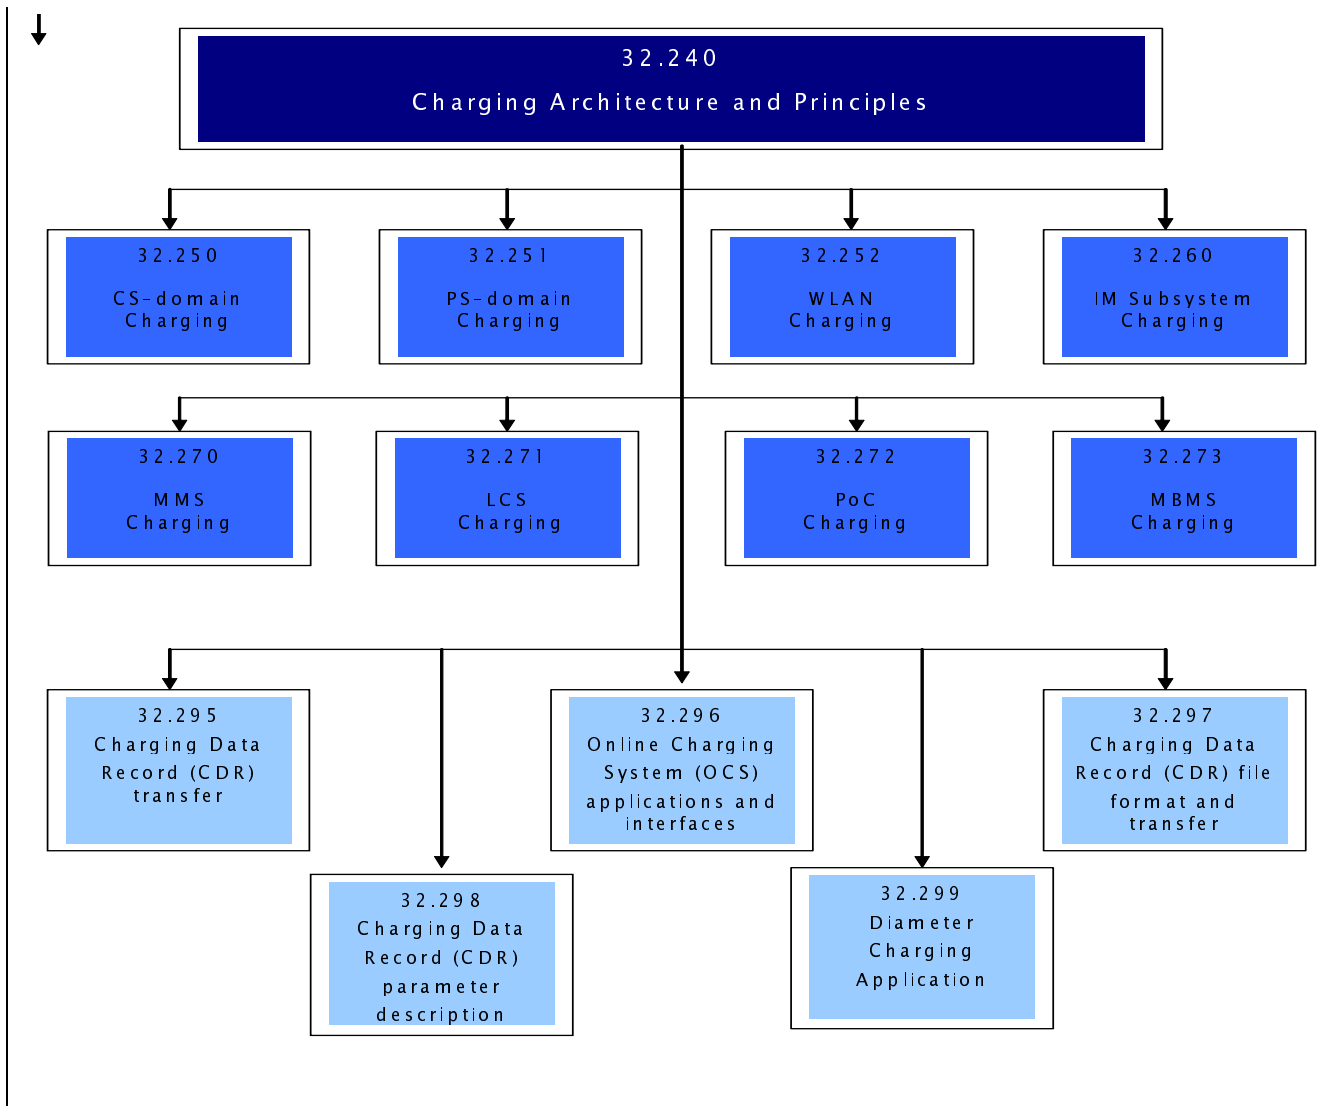 32.240
Charging Architecture and Principles
32.250
CS-domain
Charging
32.251
PS-domain
Charging
32.252
WLAN
Charging
32.260
IM Subsystem
Charging
32.270
MMS
Charging
32.271
LCS
Charging
32.272
PoC
Charging
32.273
MBMS
Charging
32.295
Charging Data
Record (CDR)
transfer
32.296
Online Charging
System (OCS)
applications and
interfaces
32.297
Charging Data
Record (CDR) file
format and
transfer
32.298
Charging Data
Record (CDR)
parameter
description
32.299
Diameter
Charging
Application